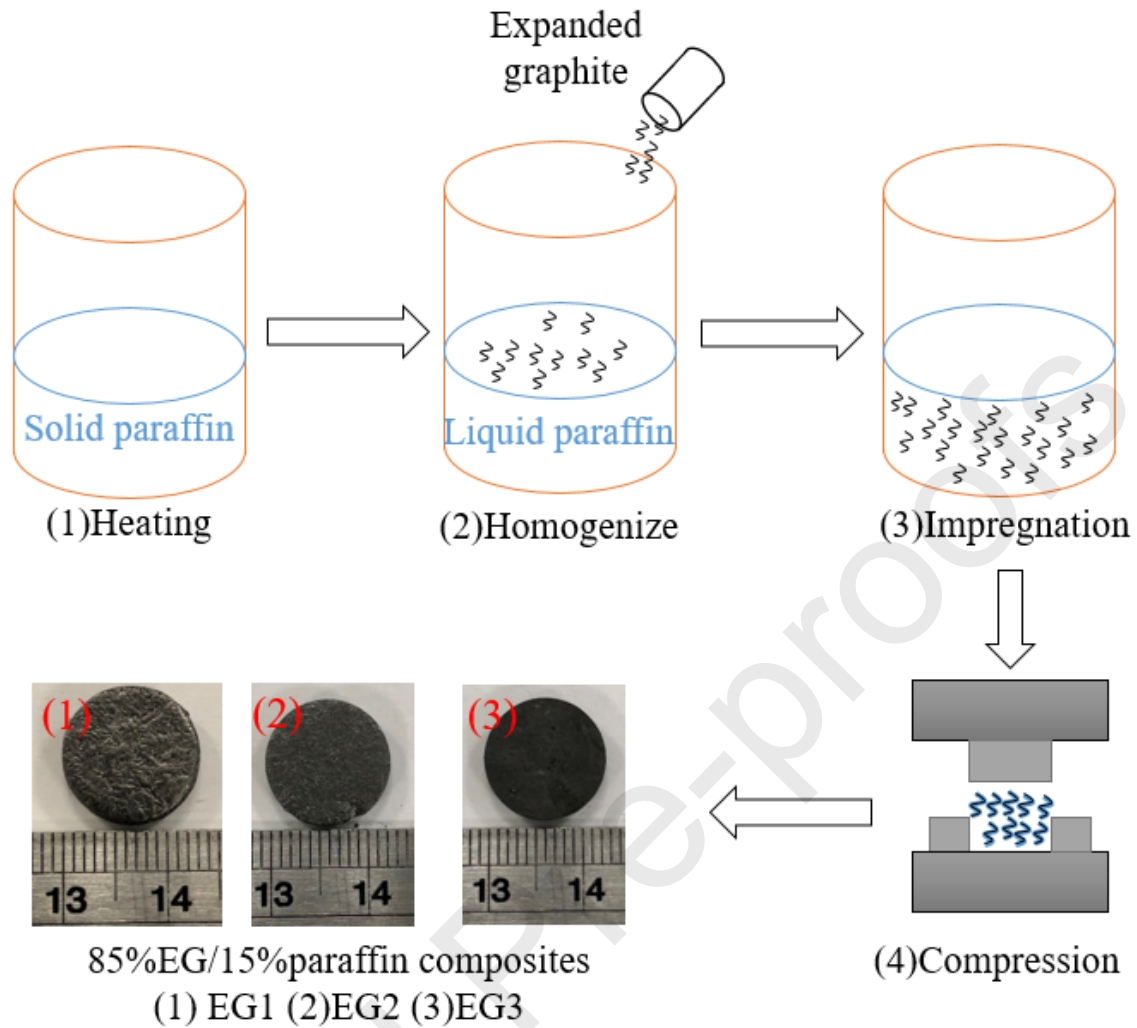 Expanded
graphite
Solid paraffin
Liquid paraffin
(1)Heating
(2)Homogenize
(3)Impregnation
(1)
(2)
(3)
13 14
13 14
13 14
85%EG/15%paraffin composites
(1) EG1 (2)EG2 (3)EG3
(4)Compression
Pre-proofs